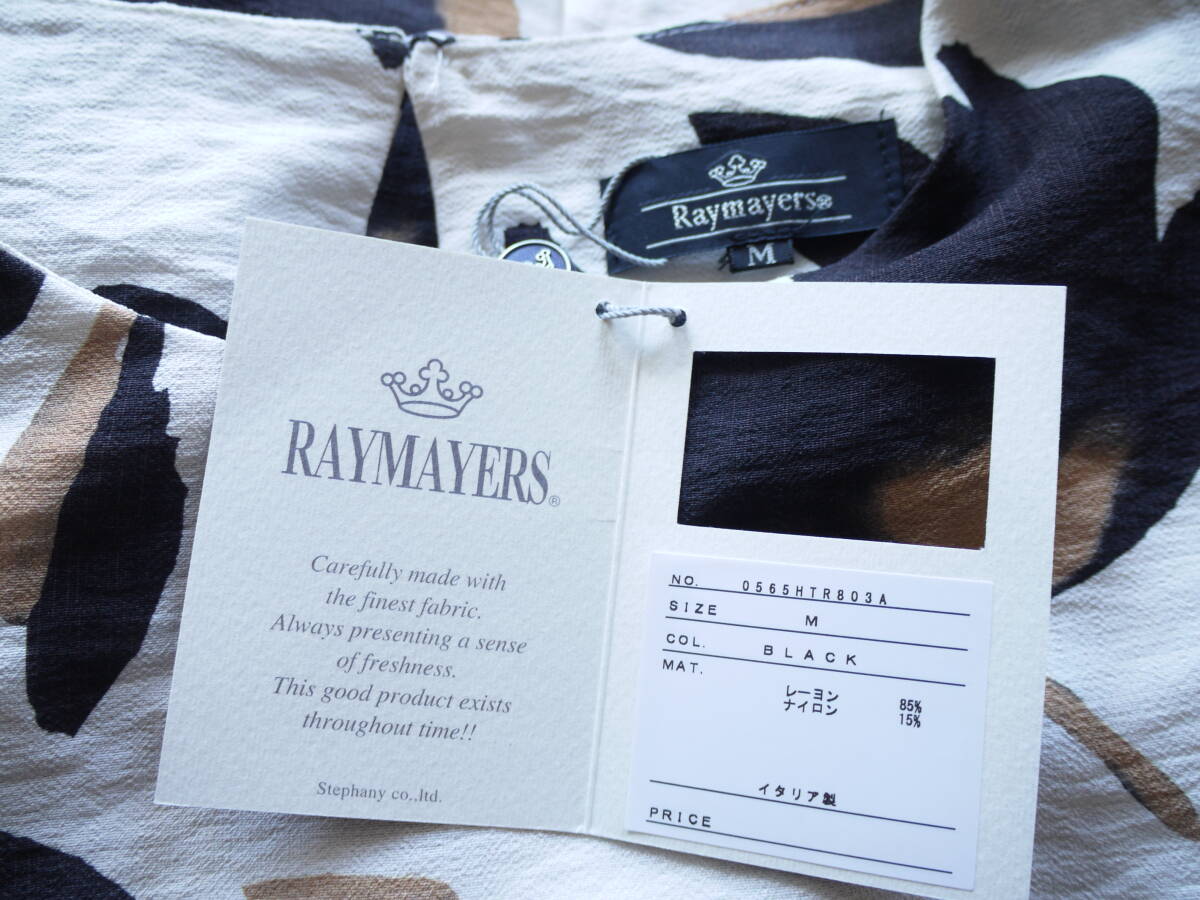 Raymayers®
M
RAYMAYERS®
Carefully made with
the finest fabric.
Always presenting a sense
of freshness.
This good product exists
throughout time!!
Stephany co.,ltd.
NO. 0565HTR803A
SIZE M
COL. BLACK
MAT.
レーヨン 85%
ナイロン 15%
イタリア製
PRICE